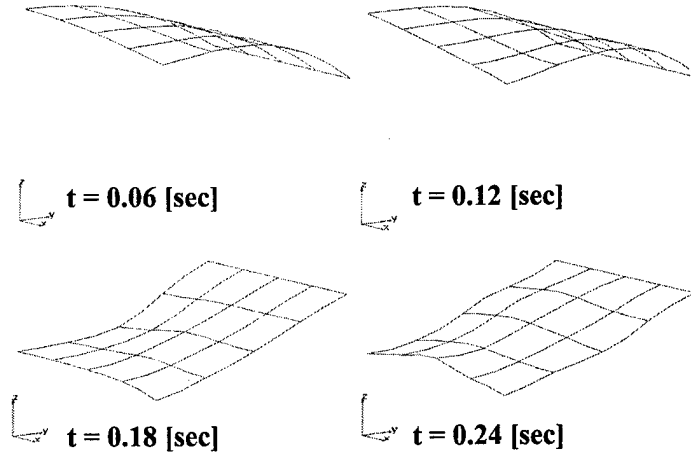 z
y
x
t = 0.06 [sec]
z
y
x
t = 0.12 [sec]
z
y
x
t = 0.18 [sec]
z
y
x
t = 0.24 [sec]